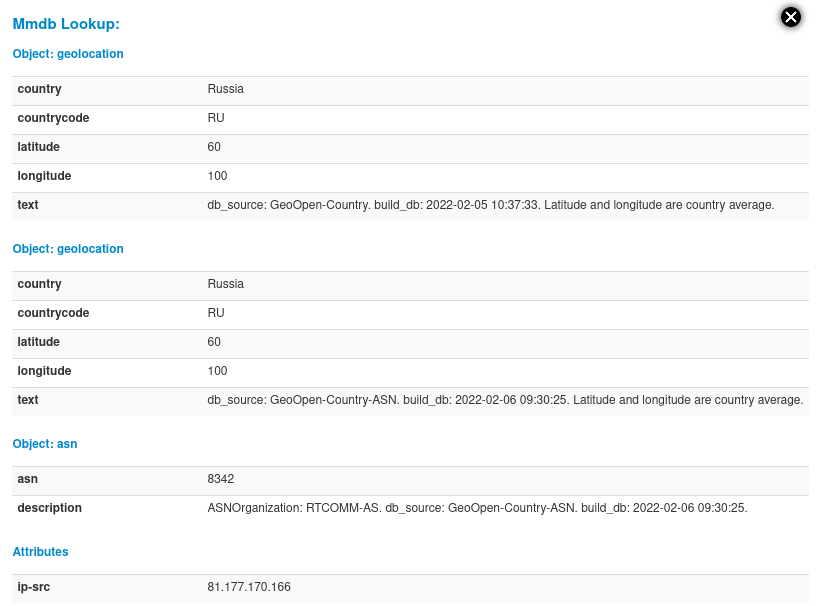 Mmdb Lookup:
Object: geolocation
country Russia
countrycode RU
latitude 60
longitude 100
text db_source: GeoOpen-Country. build_db: 2022-02-05 10:37:33. Latitude and longitude are country average.
Object: geolocation
country Russia
countrycode RU
latitude 60
longitude 100
text db_source: GeoOpen-Country-ASN. build_db: 2022-02-06 09:30:25. Latitude and longitude are country average.
Object: asn
asn 8342
description ASNOrganization: RTCOMM-AS. db_source: GeoOpen-Country-ASN. build_db: 2022-02-06 09:30:25.
Attributes
ip-src 81.177.170.166